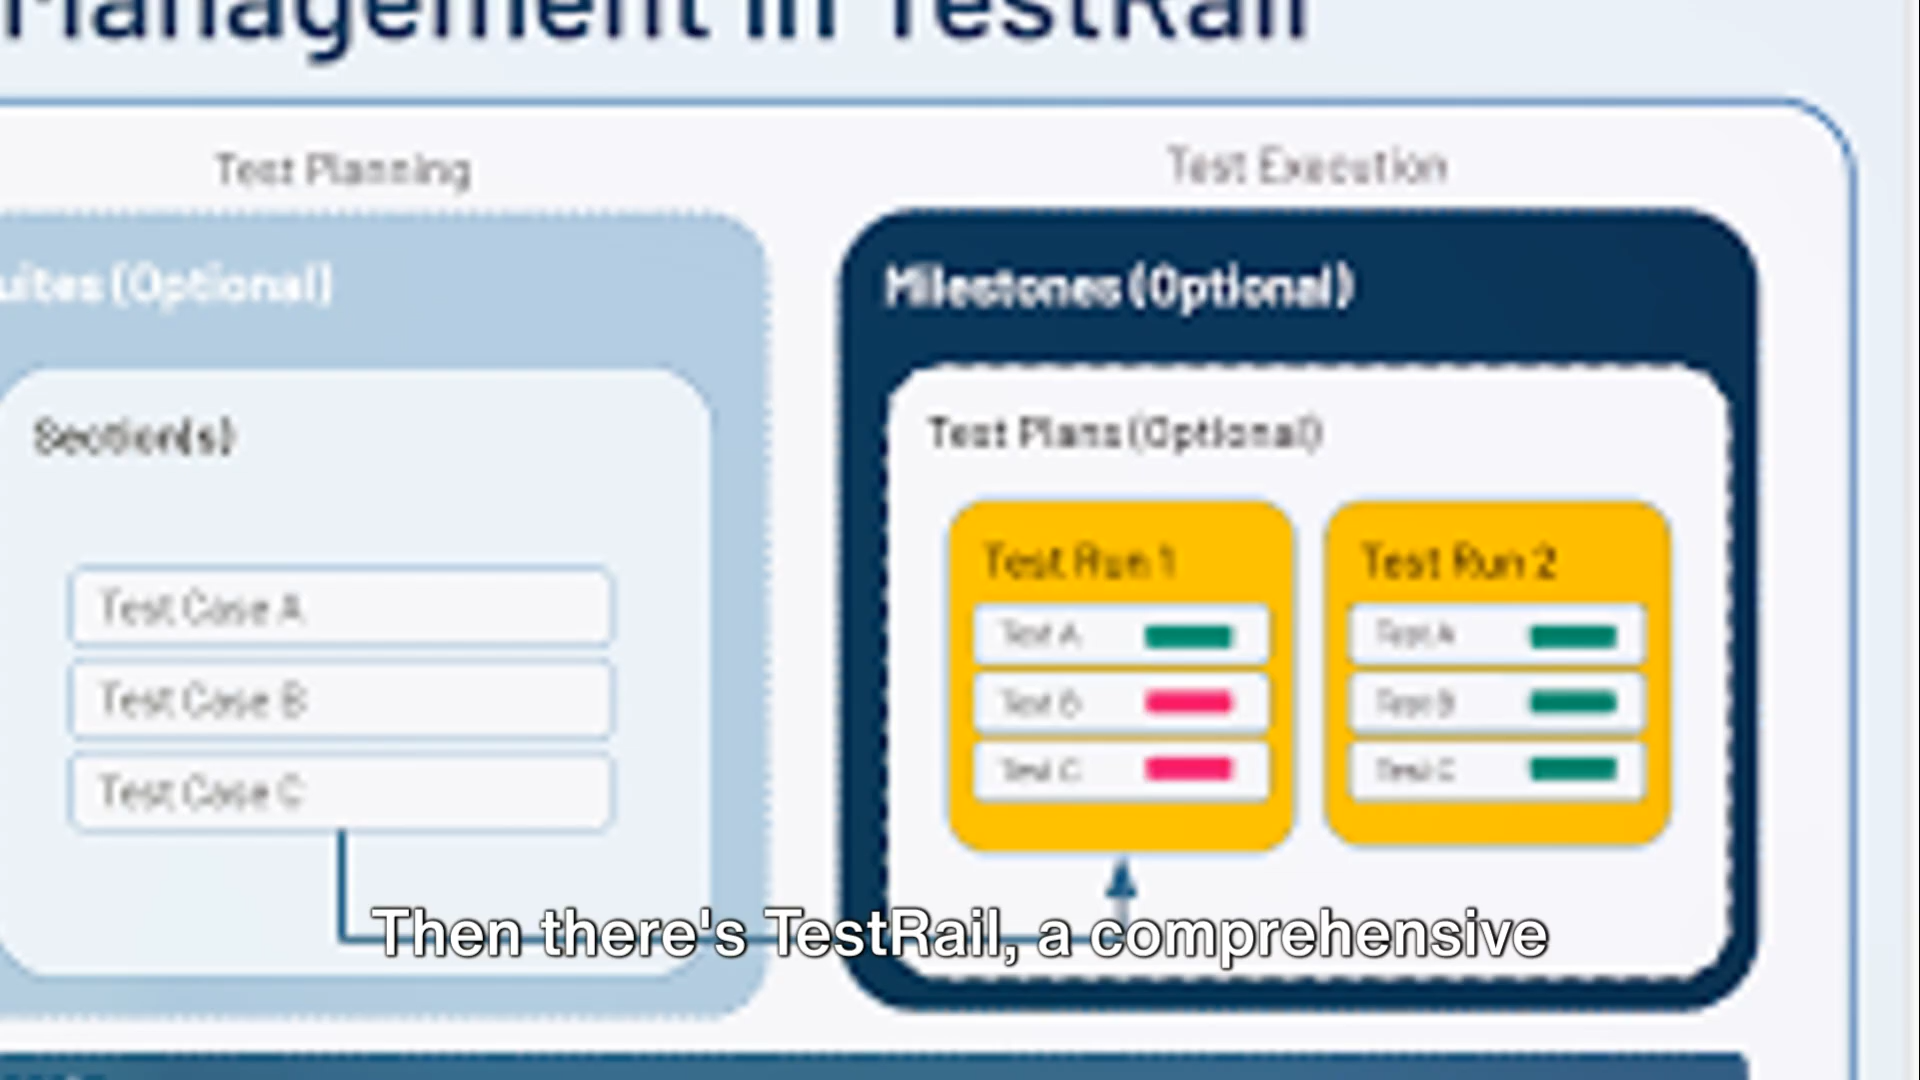 Management in TestRail
Test Planning
Test Execution
uites (Optional)
Milestones (Optional)
Section(s)
Test Plans (Optional)
Test Case A
Test Case B
Test Case C
Test Run 1
Test A
Test B
Test C
Test Run 2
Test A
Test B
Test C
Then there's TestRail, a comprehensive